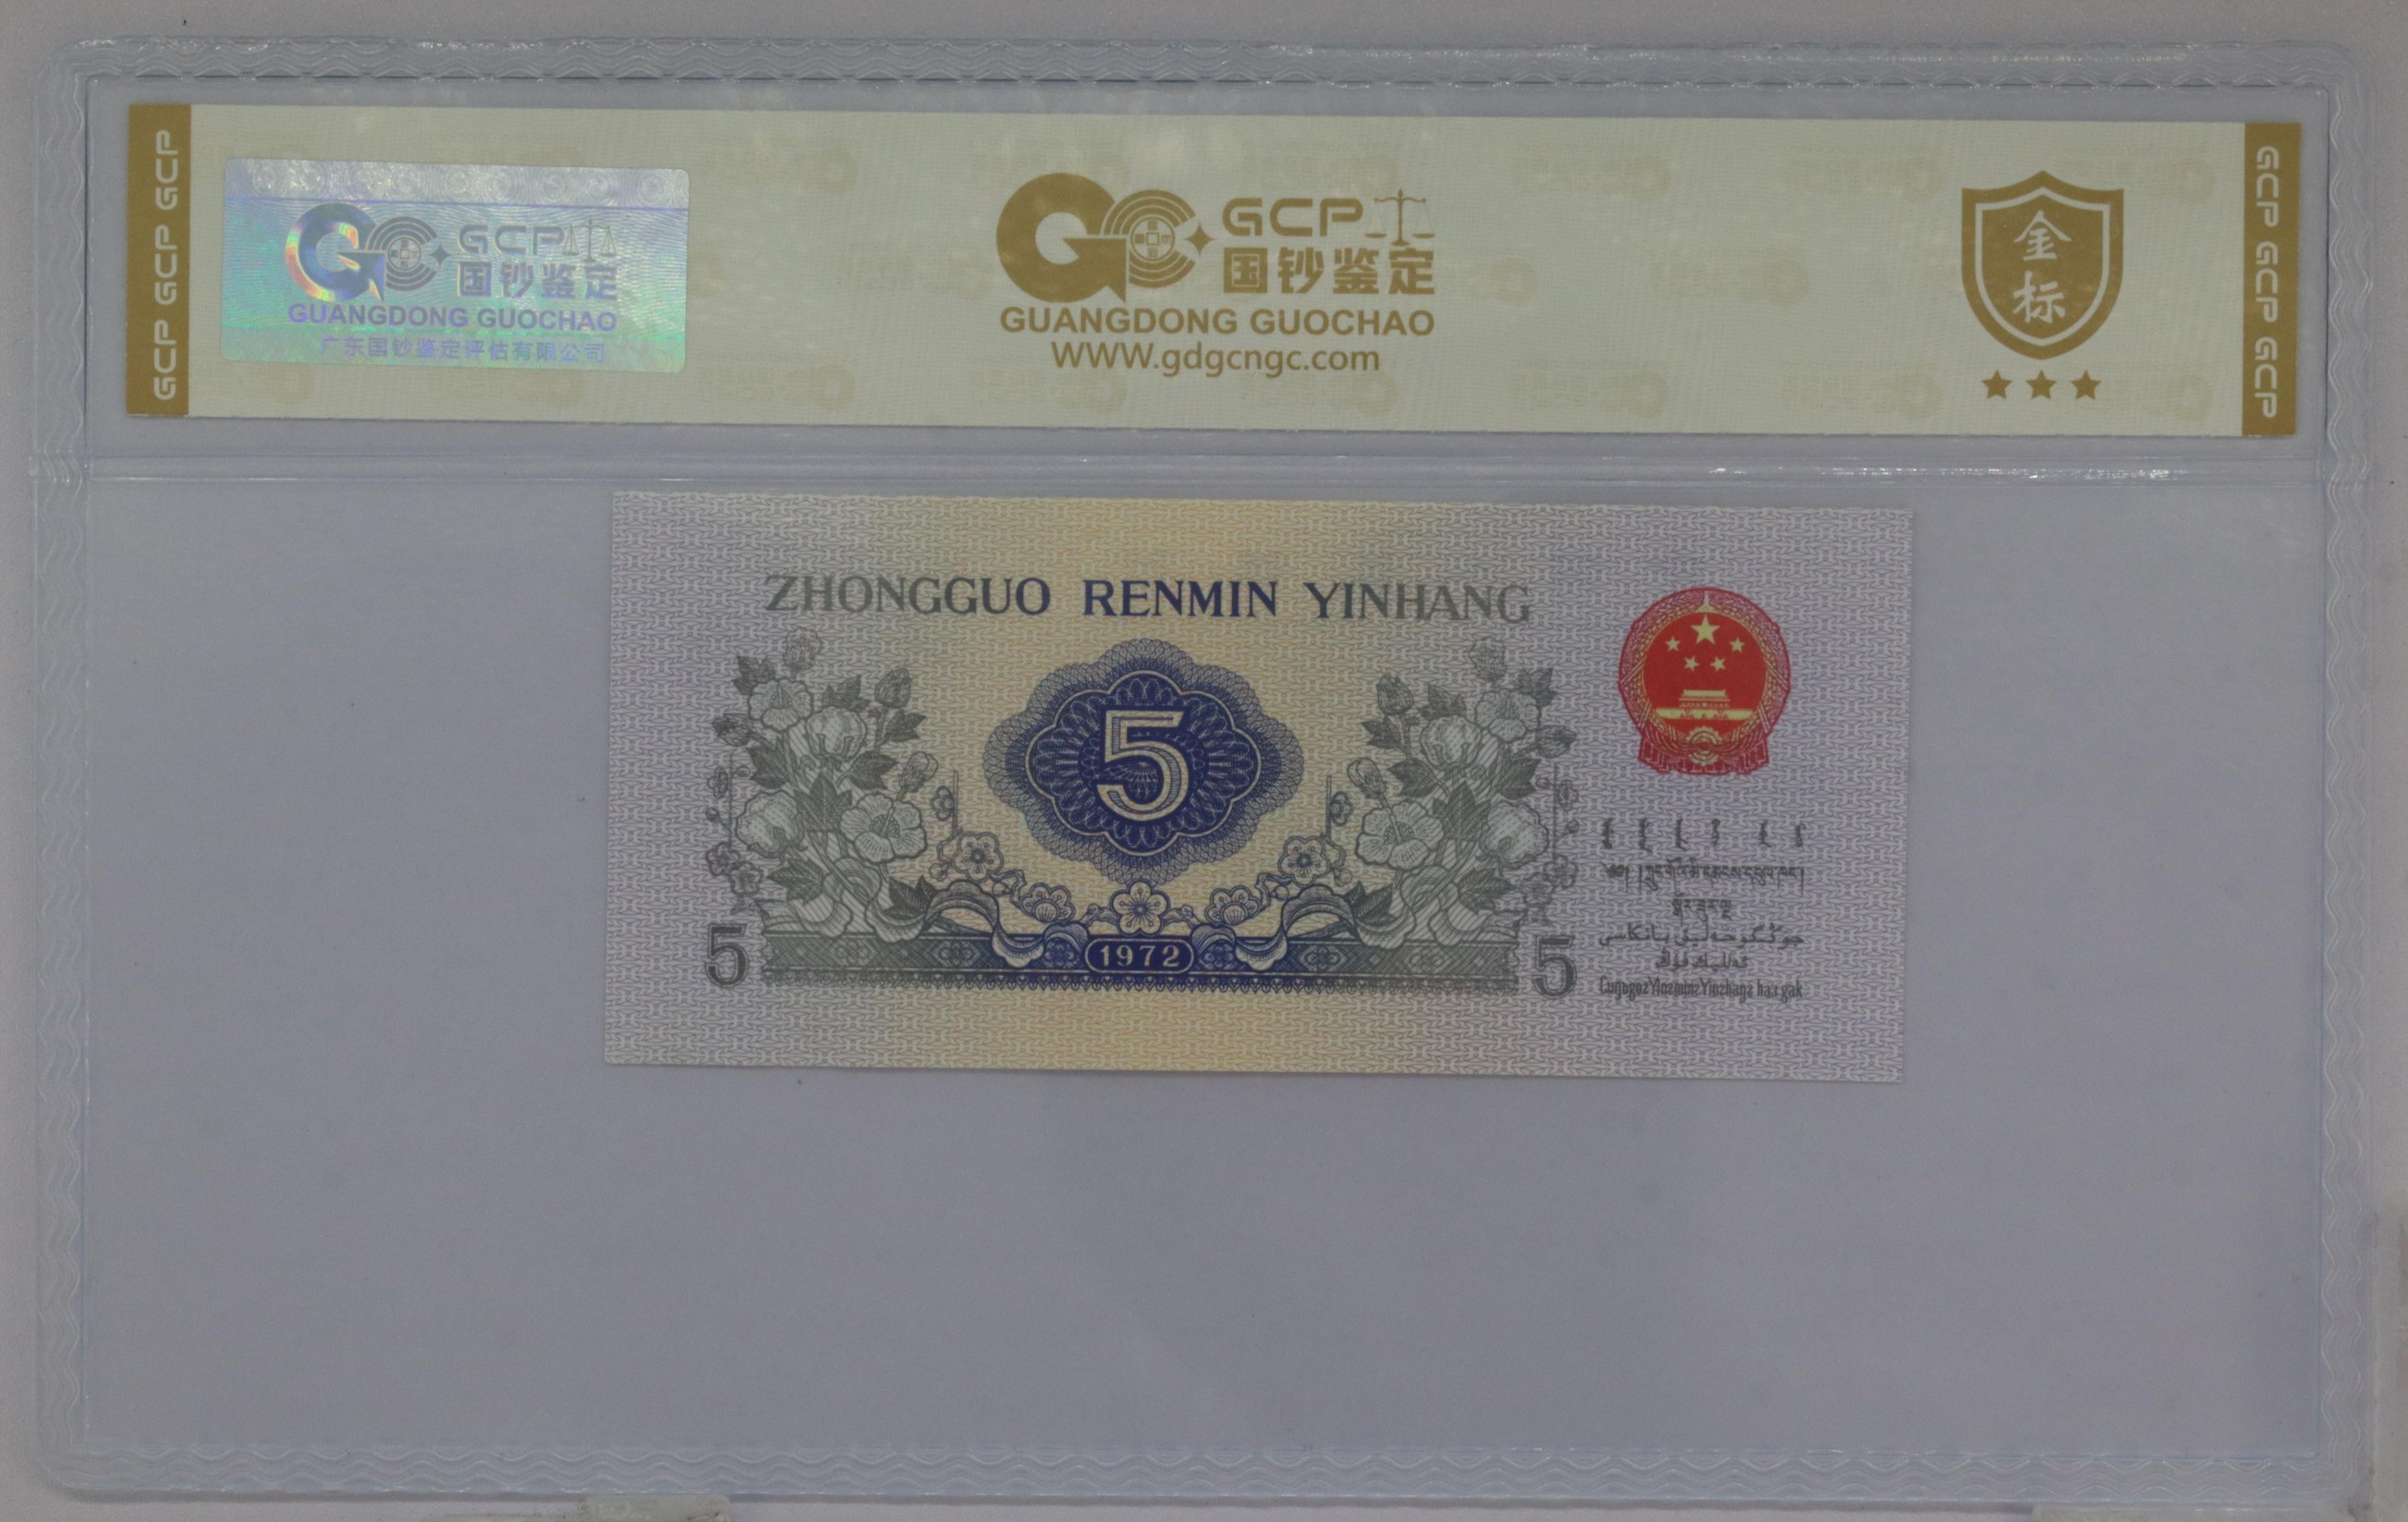 GCP GCP GCP
GCP
国钞鉴定
GUANGDONG GUOCHAO
广东国钞鉴定评估有限公司
GCP
国钞鉴定
GUANGDONG GUOCHAO
WWW.gdgcngc.com
金
标
GCP GCP GCP
ZHONGGUO RENMIN YINHANG
5
1972
5
5